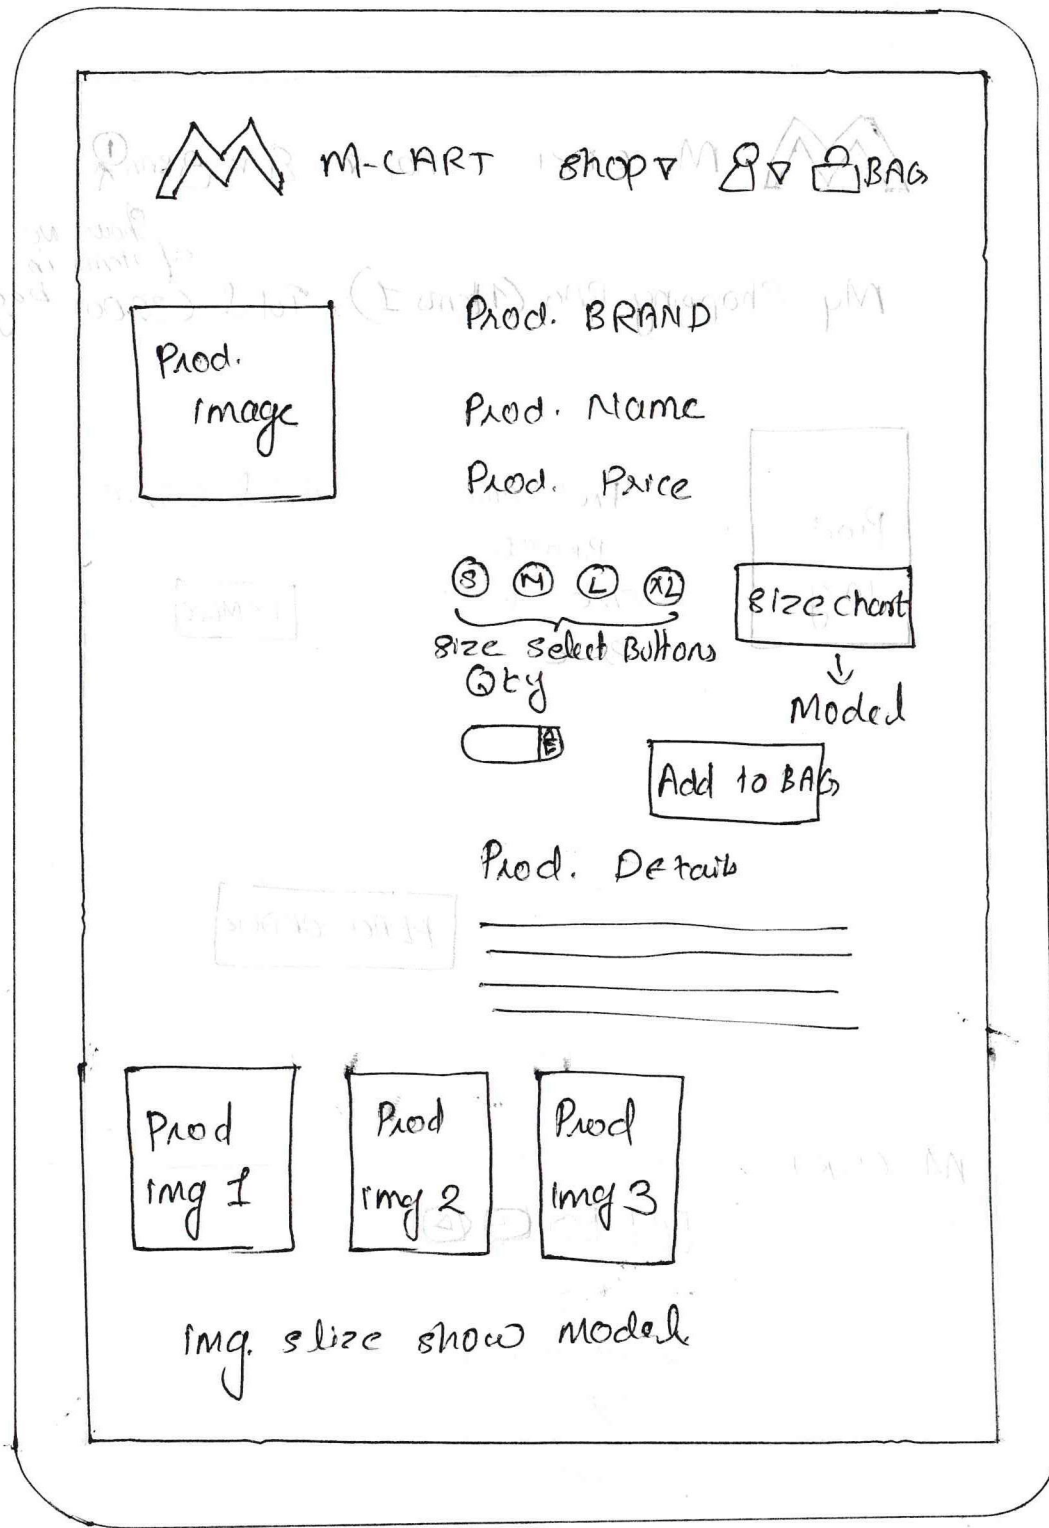 M-CART shop BAG
Prod. image
Prod. BRAND
Prod. Name
Prod. Price
S M L XL
size chart
size select Buttons
Qty
Model
Add to BAG
Prod. Details
Prod img 1
Prod img 2
Prod img 3
img. slize show model